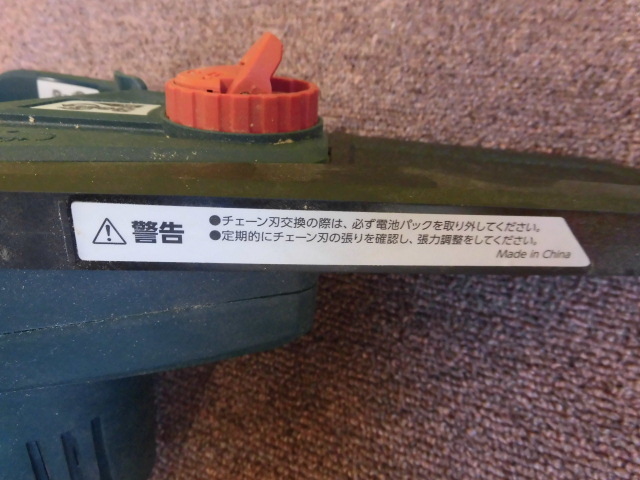 警告
●チェーン刃交換の際は、必ず電池パックを取り外してください。
●定期的にチェーン刃の張りを確認し、張力調整をしてください。
Made in China